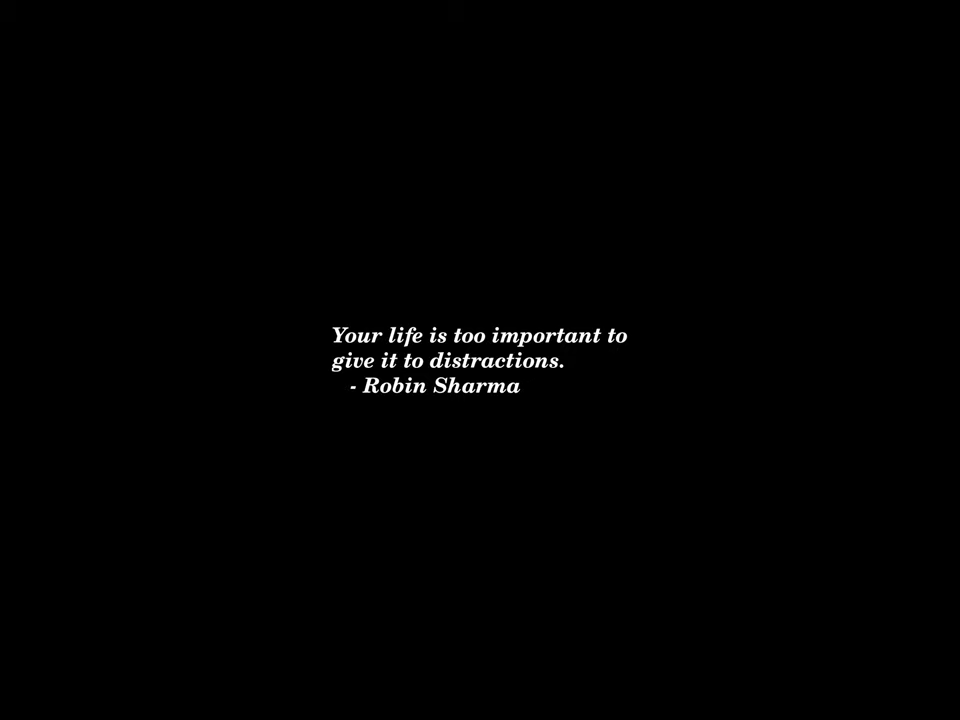 Your life is too important to
give it to distractions.
- Robin Sharma